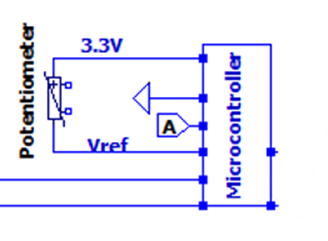 3.3V
Potentiometer
A
Microcontroller
Vref